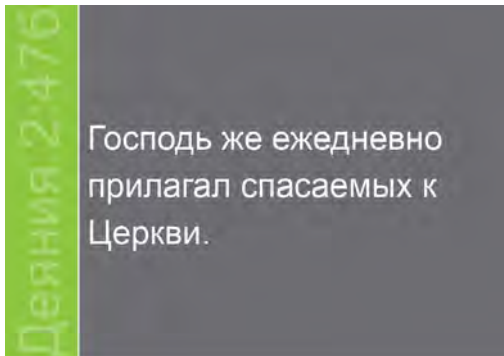 Деяния 2:47б
Господь же ежедневно
прилагал спасаемых к
Церкви.